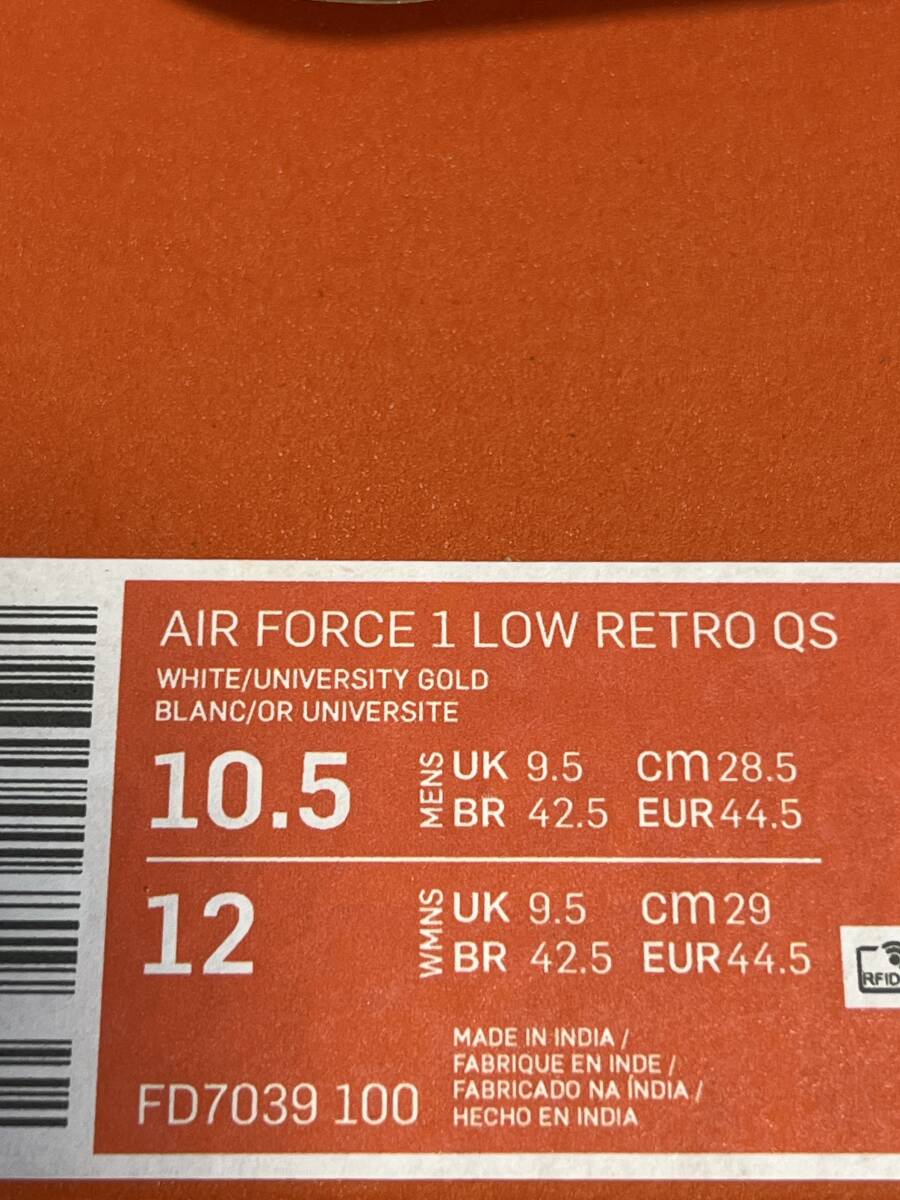 AIR FORCE 1 LOW RETRO QS
WHITE/UNIVERSITY GOLD
BLANC/OR UNIVERSITE
10.5 MENS UK 9.5 cm 28.5
BR 42.5 EUR 44.5
12 WMNS UK 9.5 cm 29
BR 42.5 EUR 44.5
RFID
MADE IN INDIA /
FABRIQUE EN INDE /
FABRICADO NA ÍNDIA /
HECHO EN INDIA
FD7039 100